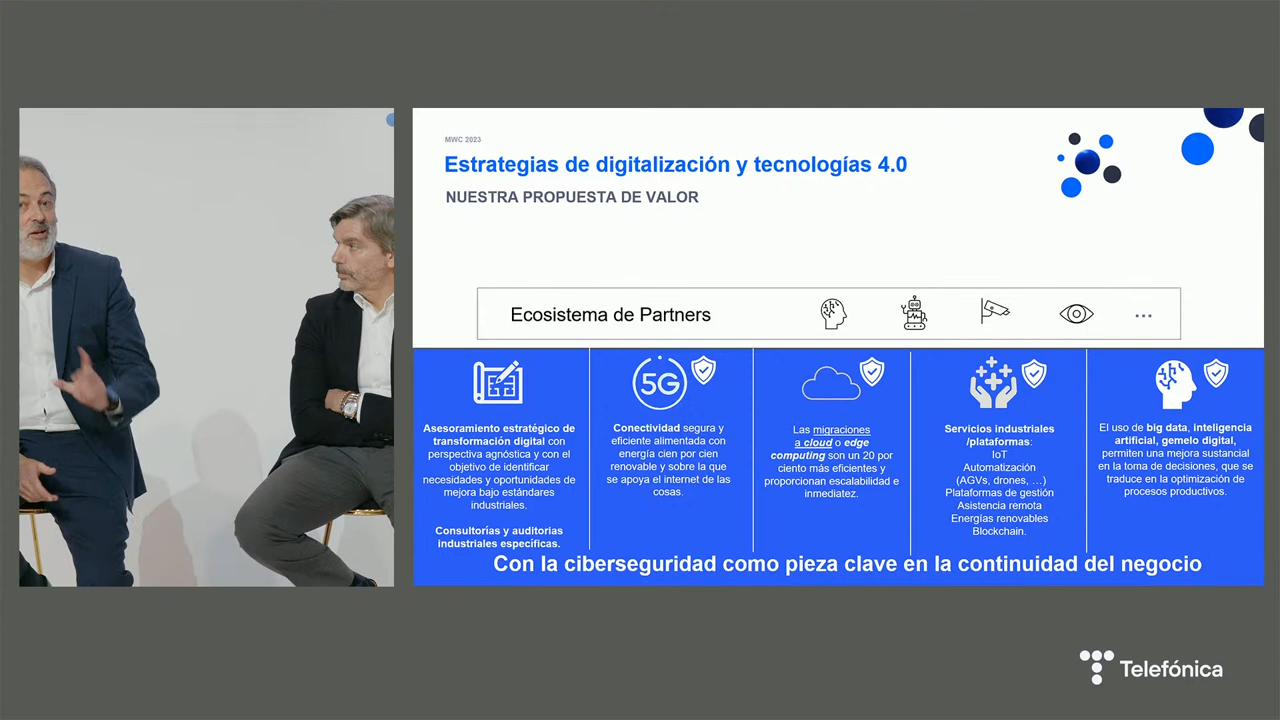 MWC 2023
Estrategias de digitalización y tecnologías 4.0
NUESTRA PROPUESTA DE VALOR
Ecosistema de Partners
...
Asesoramiento estratégico de
transformación digital con
perspectiva agnóstica y con el
objetivo de identificar
necesidades y oportunidades de
mejora bajo estándares
industriales.
Consultorías y auditorias
industriales específicas.
5G
Conectividad segura y
eficiente alimentada con
energía cien por cien
renovable y sobre la que
se apoya el internet de las
cosas.
Las migraciones
a cloud o edge
computing son un 20 por
ciento más eficientes y
proporcionan escalabilidad e
inmediatez.
Servicios industriales
/plataformas:
IoT
Automatización
(AGVs, drones, ...)
Plataformas de gestión
Asistencia remota
Energías renovables
Blockchain.
El uso de big data, inteligencia
artificial, gemelo digital,
permiten una mejora sustancial
en la toma de decisiones, que se
traduce en la optimización de
procesos productivos.
Con la ciberseguridad como pieza clave en la continuidad del negocio
Telefónica